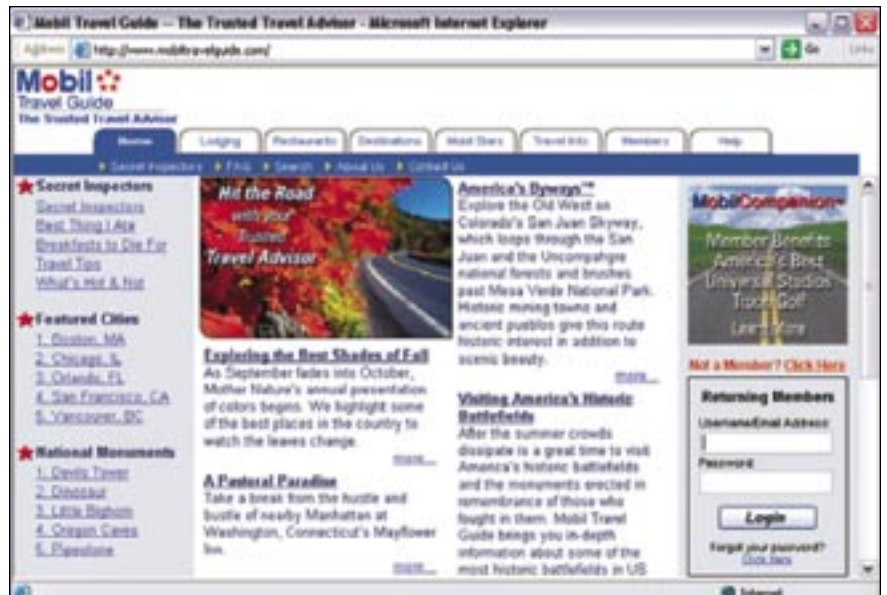 Mobil Travel Guide -- The Trusted Travel Advisor - Microsoft Internet Explorer
Address http://www.mobiltravelguide.com/ Go Links
Mobil
Travel Guide
The Trusted Travel Advisor
Home Lodging Restaurants Destinations Mobil Stars Travel Info Members Help
Secret Inspectors FAQ Search About Us Contact Us
Secret Inspectors
Secret Inspectors
Best Thing I Ate
Breakfasts to Die For
Travel Tips
What's Hot & Not
Featured Cities
1. Boston, MA
2. Chicago, IL
3. Orlando, FL
4. San Francisco, CA
5. Vancouver, BC
National Monuments
1. Devils Tower
2. Dinosaur
3. Little Bighorn
4. Oregon Caves
5. Pipestone
Hit the Road
with your
Trusted
Travel Advisor
Exploring the Best Shades of Fall
As September fades into October,
Mother Nature's annual presentation
of colors begins. We highlight some
of the best places in the country to
watch the leaves change.
more...
A Pastoral Paradise
Take a break from the hustle and
bustle of nearby Manhattan at
Washington, Connecticut's Mayflower
Inn.
more...
America's Byways™
Explore the Old West on
Colorado's San Juan Skyway,
which loops through the San
Juan and the Uncompahgre
national forests and brushes
past Mesa Verde National Park.
Historic mining towns and
ancient pueblos give this route
historic interest in addition to
scenic beauty.
more...
Visiting America's Historic
Battlefields
After the summer crowds
dissipate is a great time to visit
America's historic battlefields
and the monuments erected in
remembrance of those who
fought in them. Mobil Travel
Guide brings you in-depth
information about some of the
most historic battlefields in US
MobilCompanion
Member Benefits
America's Best
Universal Studios
Troon Golf
Learn More
Not a Member? Click Here
Returning Members
Username/Email Address:
Password:
Login
Forgot your password?
Click here
Internet